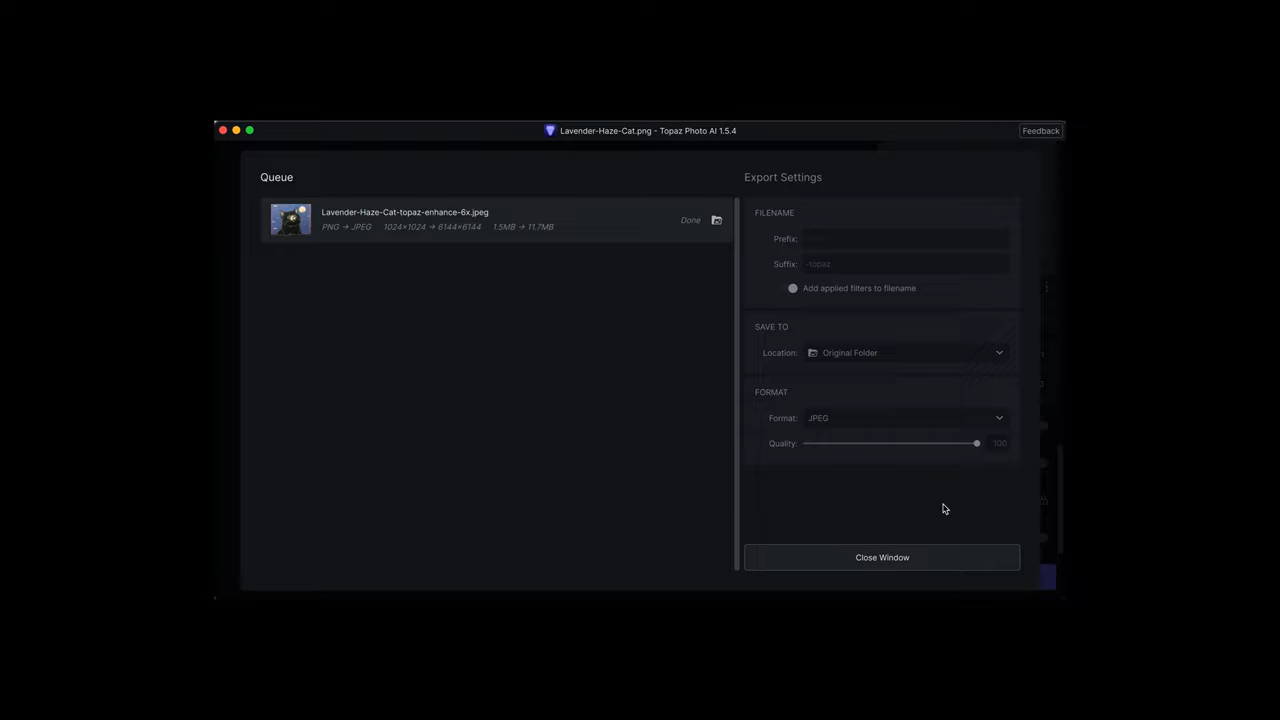 Lavender-Haze-Cat.png - Topaz Photo AI 1.5.4
Feedback
Queue
Lavender-Haze-Cat-topaz-enhance-6x.jpeg
PNG → JPEG 1024×1024 → 6144×6144 1.5MB → 11.7MB
Done
Export Settings
FILENAME
Prefix:
Suffix: -topaz
Add applied filters to filename
SAVE TO
Location: Original Folder
FORMAT
Format: JPEG
Quality: 100
Close Window